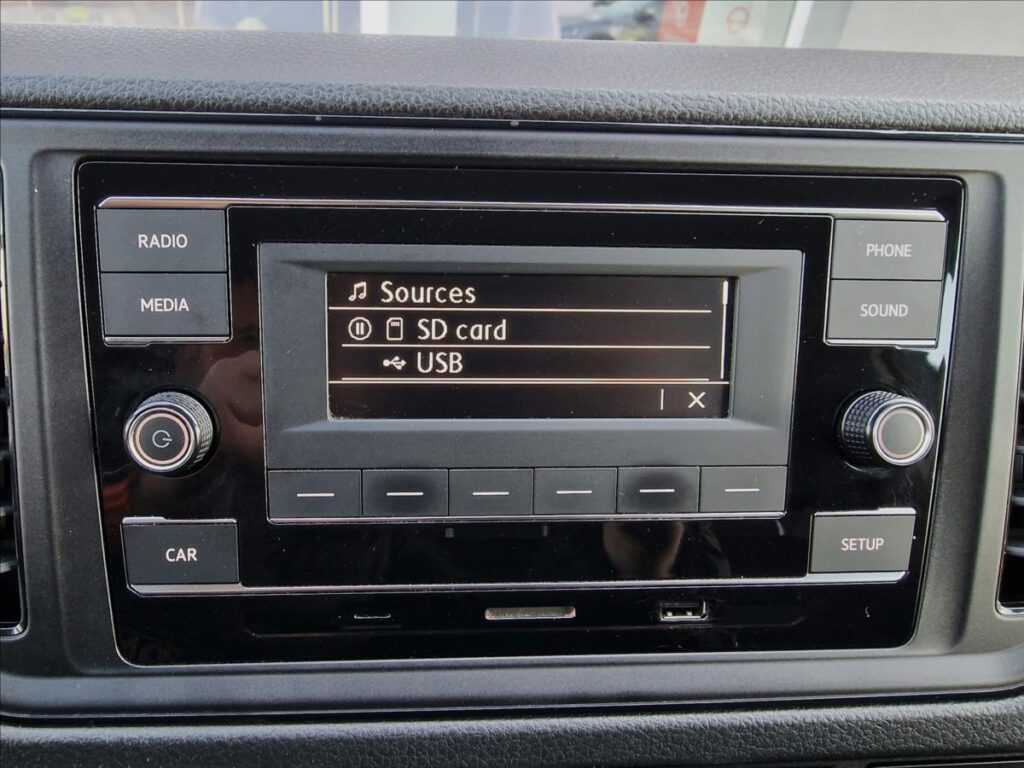 RADIO
PHONE
MEDIA
SOUND
Sources
SD card
USB
CAR
SETUP